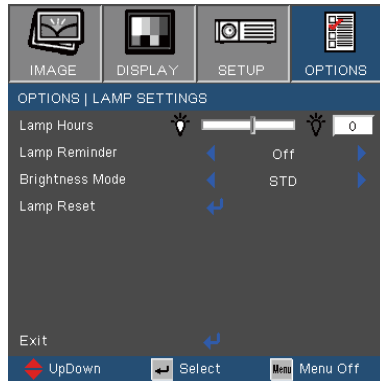 IMAGE DISPLAY SETUP OPTIONS
OPTIONS | LAMP SETTINGS
Lamp Hours 0
Lamp Reminder Off
Brightness Mode STD
Lamp Reset
Exit
UpDown Select Menu Menu Off